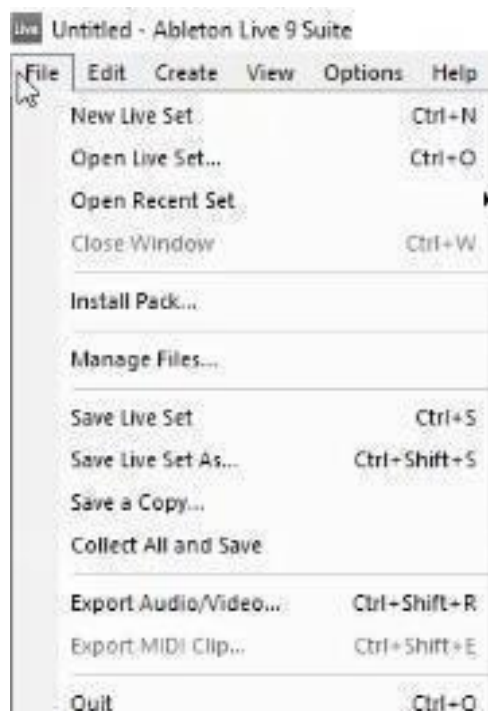 Live Untitled - Ableton Live 9 Suite
File Edit Create View Options Help
New Live Set Ctrl+N
Open Live Set... Ctrl+O
Open Recent Set
Close Window Ctrl+W
Install Pack...
Manage Files...
Save Live Set Ctrl+S
Save Live Set As... Ctrl+Shift+S
Save a Copy...
Collect All and Save
Export Audio/Video... Ctrl+Shift+R
Export MIDI Clip... Ctrl+Shift+E
Quit Ctrl+Q